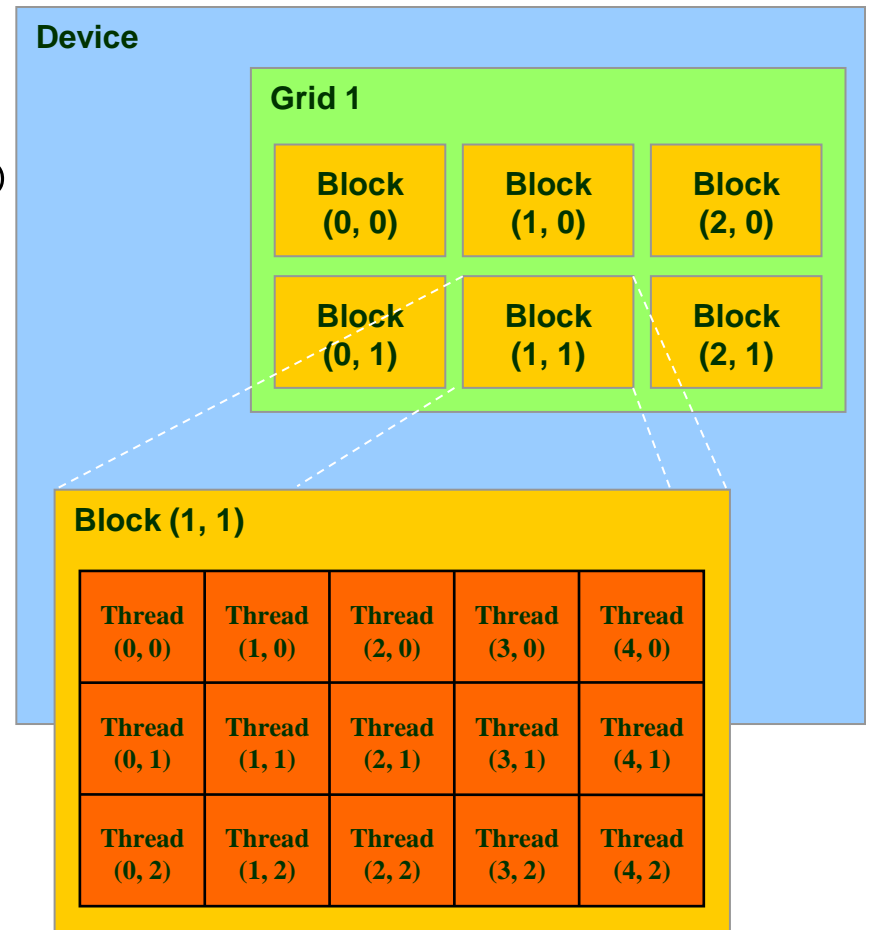 Device
)
Grid 1
Block
(0, 0)
Block
(1, 0)
Block
(2, 0)
Block
(0, 1)
Block
(1, 1)
Block
(2, 1)
Block (1, 1)
Thread
(0, 0)
Thread
(1, 0)
Thread
(2, 0)
Thread
(3, 0)
Thread
(4, 0)
Thread
(0, 1)
Thread
(1, 1)
Thread
(2, 1)
Thread
(3, 1)
Thread
(4, 1)
Thread
(0, 2)
Thread
(1, 2)
Thread
(2, 2)
Thread
(3, 2)
Thread
(4, 2)